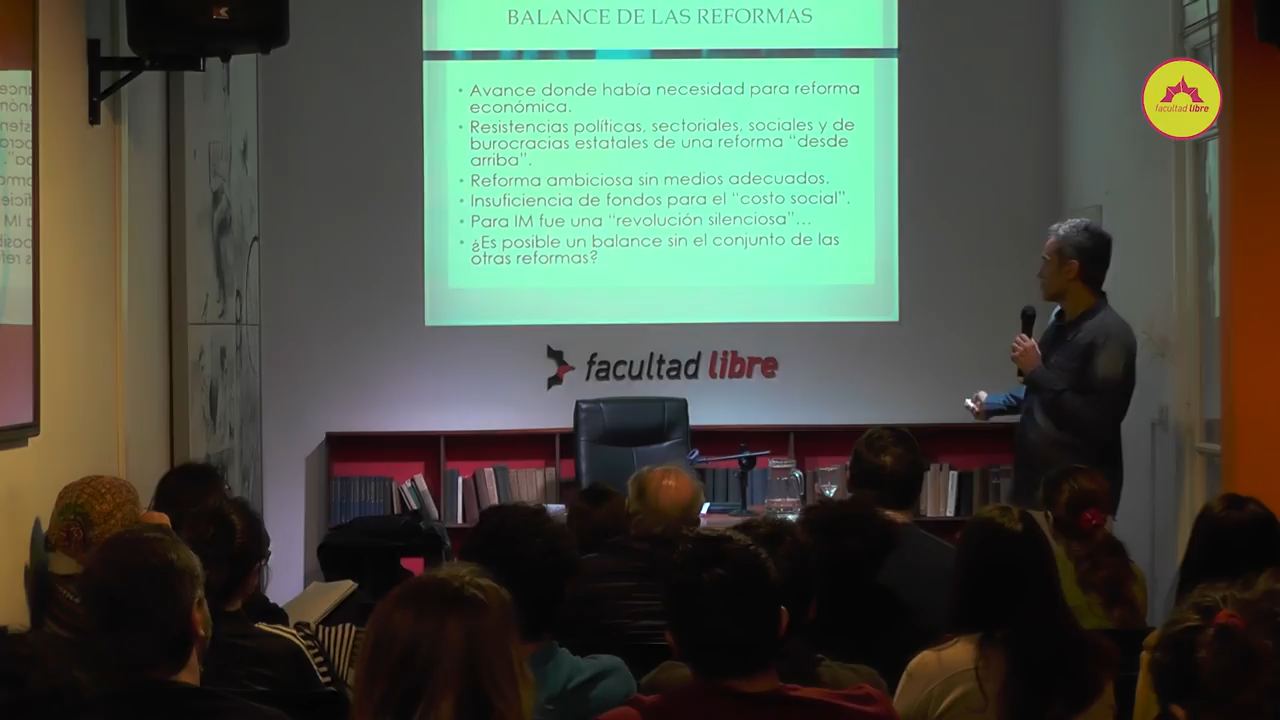 BALANCE DE LAS REFORMAS
• Avance donde había necesidad para reforma
económica.
• Resistencias políticas, sectoriales, sociales y de
burocracias estatales de una reforma “desde
arriba”.
• Reforma ambiciosa sin medios adecuados.
• Insuficiencia de fondos para el “costo social”.
• Para IM fue una “revolución silenciosa”...
• ¿Es posible un balance sin el conjunto de las
otras reformas?
facultad libre
facultad libre